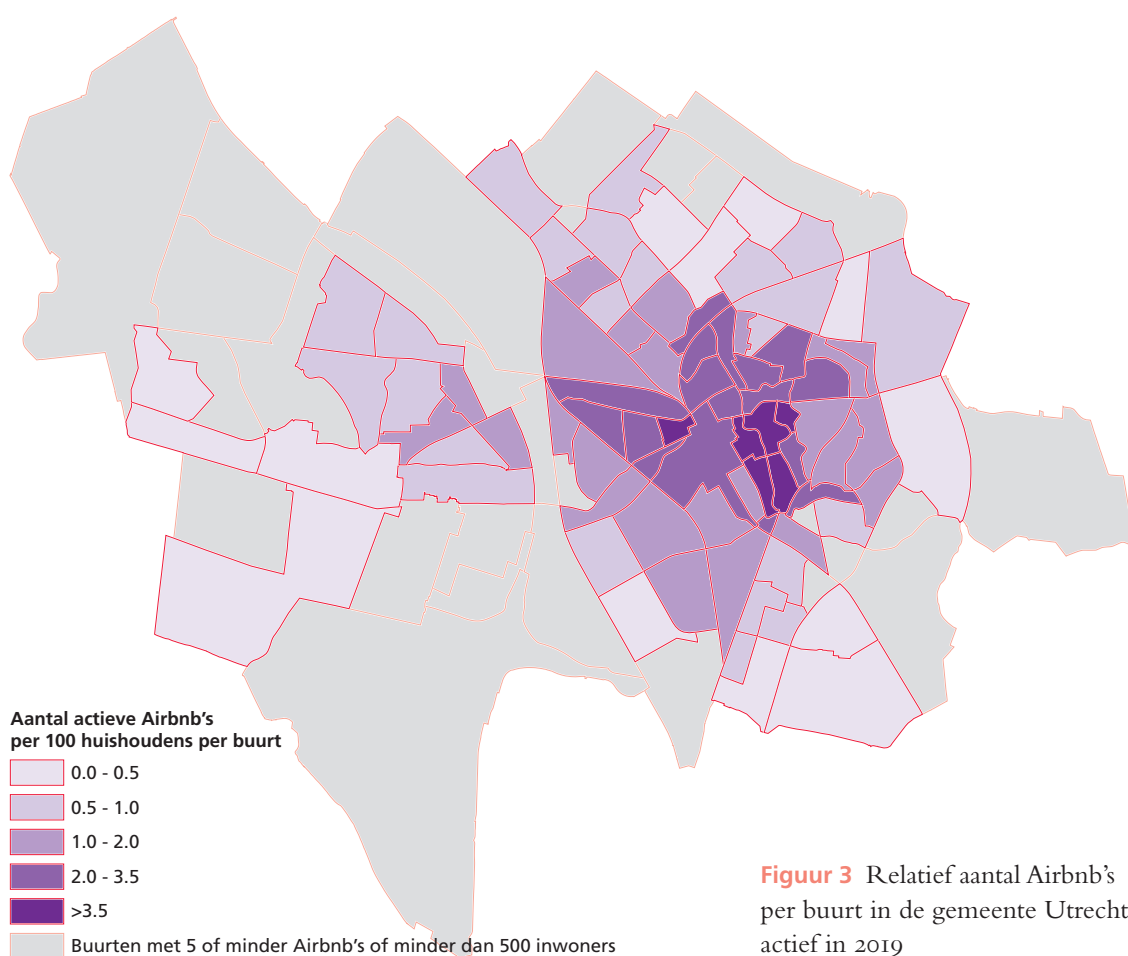 Aantal actieve Airbnb's
per 100 huishoudens per buurt
0.0 - 0.5
0.5 - 1.0
1.0 - 2.0
2.0 - 3.5
>3.5
Buurten met 5 of minder Airbnb's of minder dan 500 inwoners
Figuur 3 Relatief aantal Airbnb's
per buurt in de gemeente Utrecht
actief in 2019